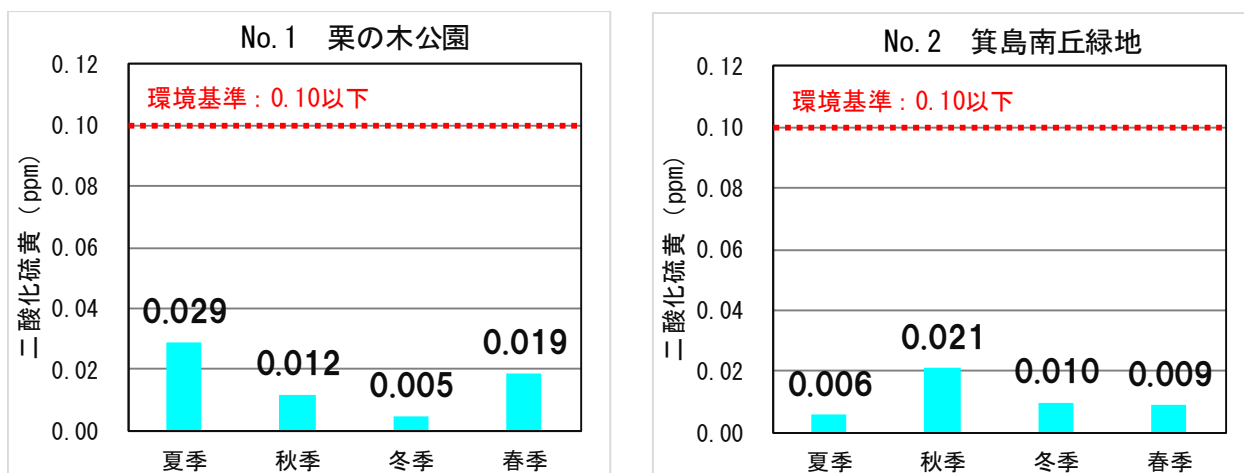 No.1　栗の木公園
0.12
環境基準：0.10以下
0.10
0.08
0.06
0.04
0.02
0.00
二酸化硫黄（ppm）
0.029
0.012
0.005
0.019
夏季 秋季 冬季 春季
No.2　箕島南丘緑地
0.12
環境基準：0.10以下
0.10
0.08
0.06
0.04
0.02
0.00
二酸化硫黄（ppm）
0.006
0.021
0.010
0.009
夏季 秋季 冬季 春季